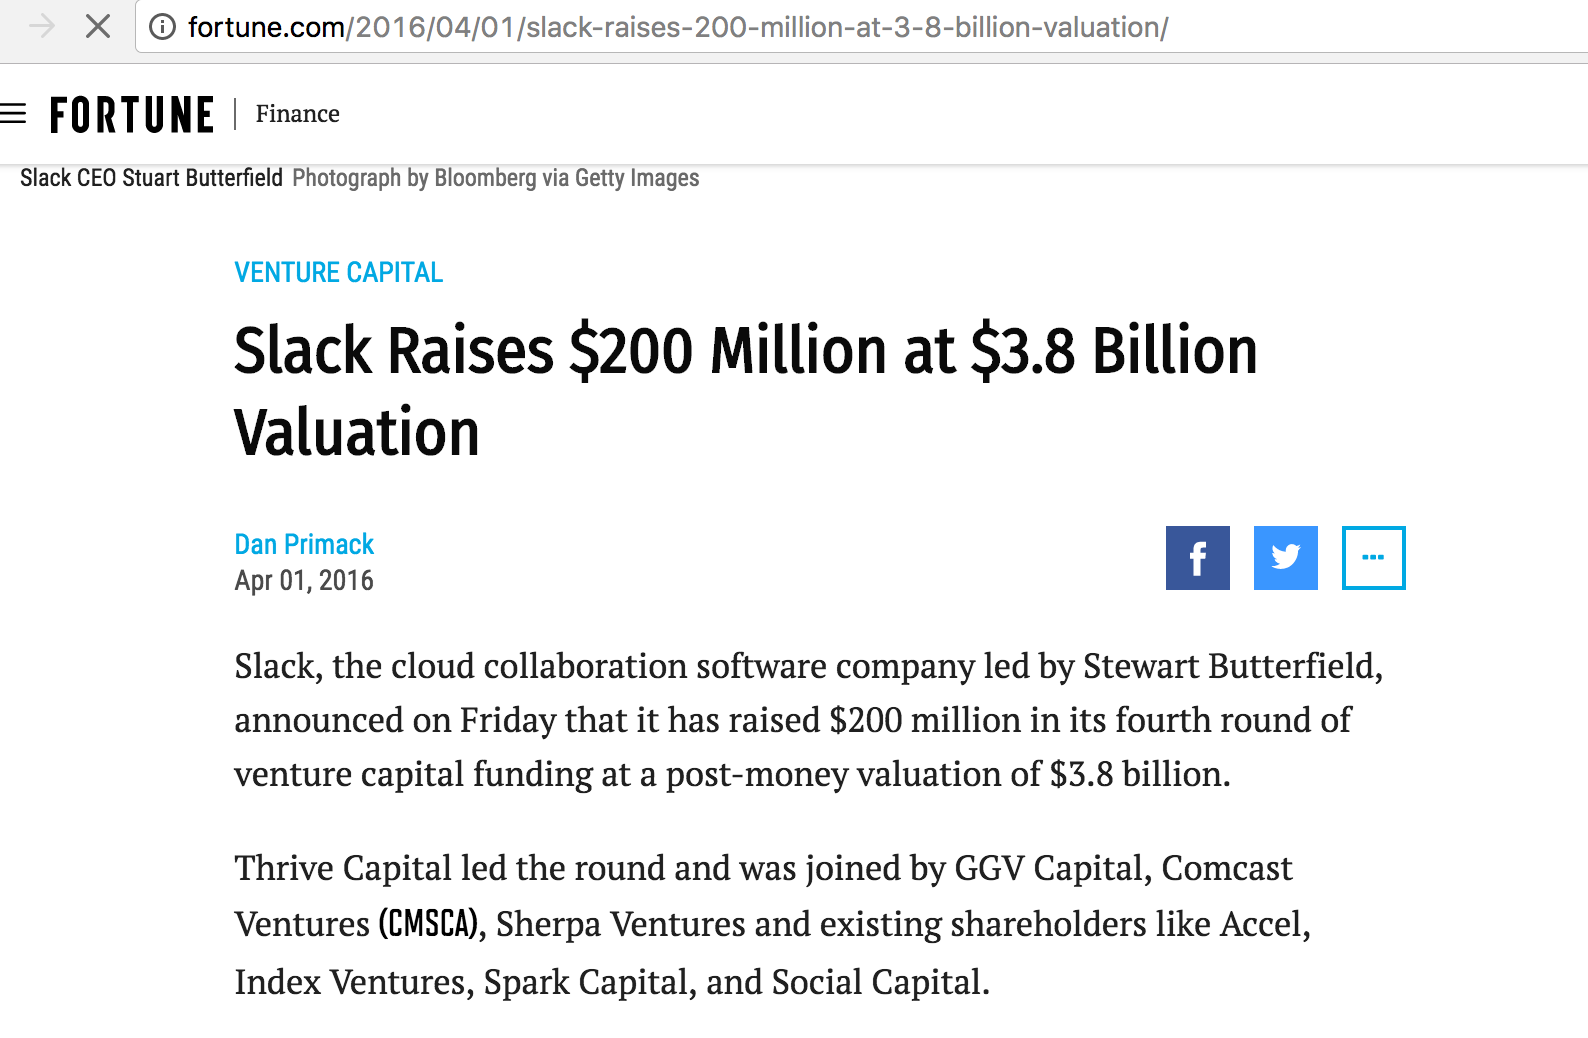 fortune.com/2016/04/01/slack-raises-200-million-at-3-8-billion-valuation/
FORTUNE | Finance
Slack CEO Stuart Butterfield Photograph by Bloomberg via Getty Images
VENTURE CAPITAL
Slack Raises $200 Million at $3.8 Billion
Valuation
Dan Primack
Apr 01, 2016
Slack, the cloud collaboration software company led by Stewart Butterfield,
announced on Friday that it has raised $200 million in its fourth round of
venture capital funding at a post-money valuation of $3.8 billion.
Thrive Capital led the round and was joined by GGV Capital, Comcast
Ventures (CMSCA), Sherpa Ventures and existing shareholders like Accel,
Index Ventures, Spark Capital, and Social Capital.